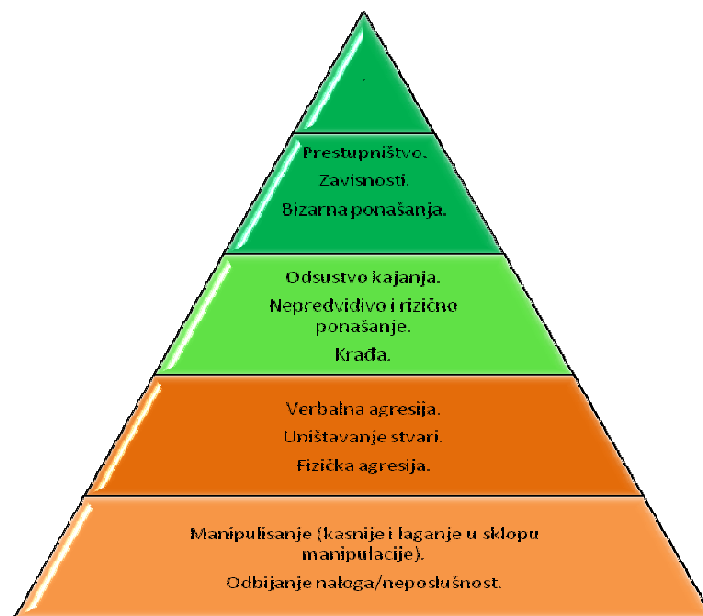 Prestupništvo.
Zavisnosti.
Bizarna ponašanja.
Odsustvo kajanja.
Nepredvidivo i rizično
ponašanje.
Krađa.
Verbalna agresija.
Uništavanje stvari.
Fizička agresija.
Manipulisanje (kasnije i laganje u sklopu
manipulacije).
Odbijanje naloga/neposlušnost.